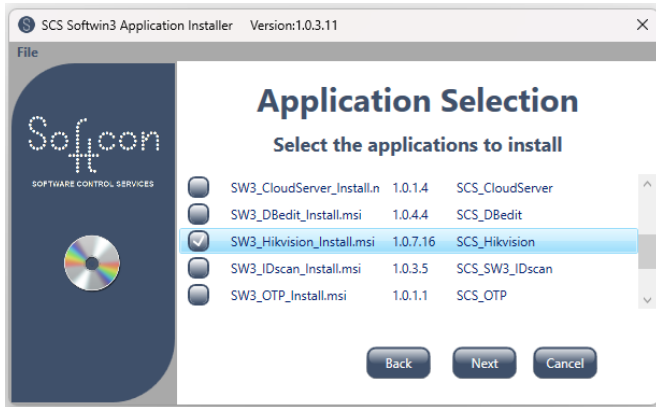 SCS Softwin3 Application Installer Version:1.0.3.11
File
Softcon
SOFTWARE CONTROL SERVICES
Application Selection
Select the applications to install
SW3_CloudServer_Install.n 1.0.1.4 SCS_CloudServer
SW3_DBedit_Install.msi 1.0.4.4 SCS_DBedit
SW3_Hikvision_Install.msi 1.0.7.16 SCS_Hikvision
SW3_IDscan_Install.msi 1.0.3.5 SCS_SW3_IDscan
SW3_OTP_Install.msi 1.0.1.1 SCS_OTP
Back Next Cancel